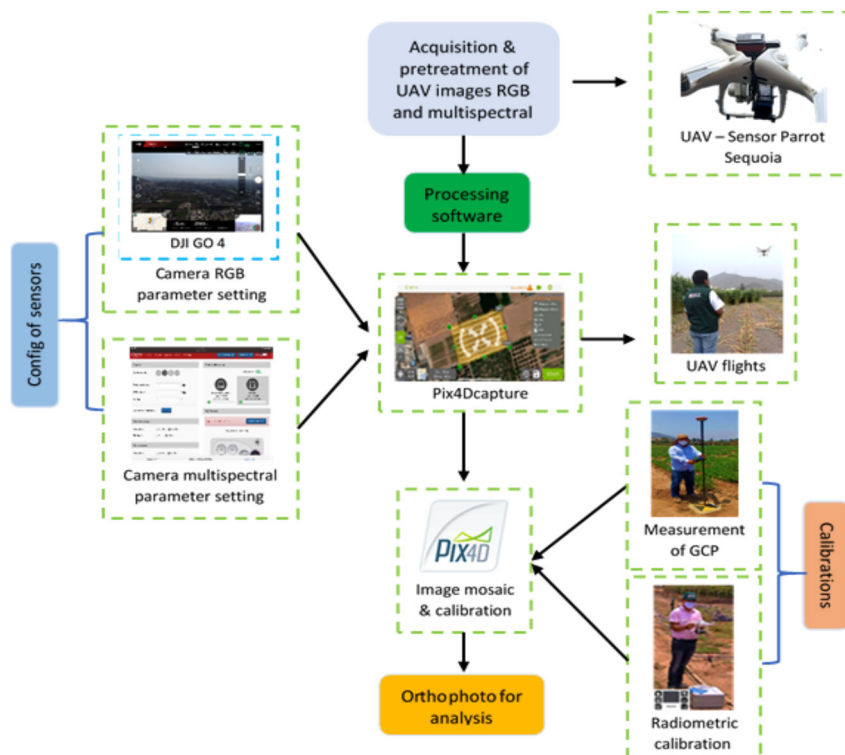 Acquisition &
pretreatment of
UAV images RGB
and multispectral
UAV – Sensor Parrot
Sequoia
Processing
software
DJI GO 4
Camera RGB
parameter setting
Config of sensors
Pix4Dcapture
UAV flights
Camera multispectral
parameter setting
PIX4D
Image mosaic
& calibration
Measurement
of GCP
Calibrations
Radiometric
calibration
Orthophoto for
analysis